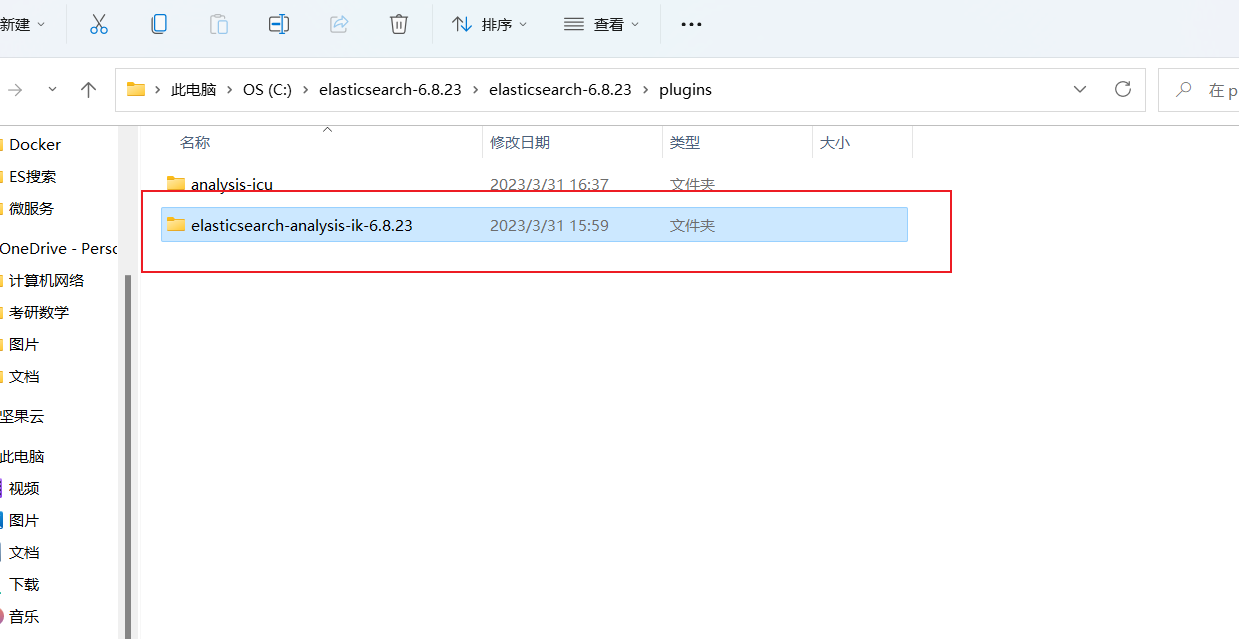 新建
排序
查看
此电脑 OS (C:) elasticsearch-6.8.23 elasticsearch-6.8.23 plugins
在 p
Docker
ES搜索
微服务
OneDrive - Persc
计算机网络
考研数学
图片
文档
坚果云
此电脑
视频
图片
文档
下载
音乐
名称 修改日期 类型 大小
analysis-icu 2023/3/31 16:37 文件夹
elasticsearch-analysis-ik-6.8.23 2023/3/31 15:59 文件夹